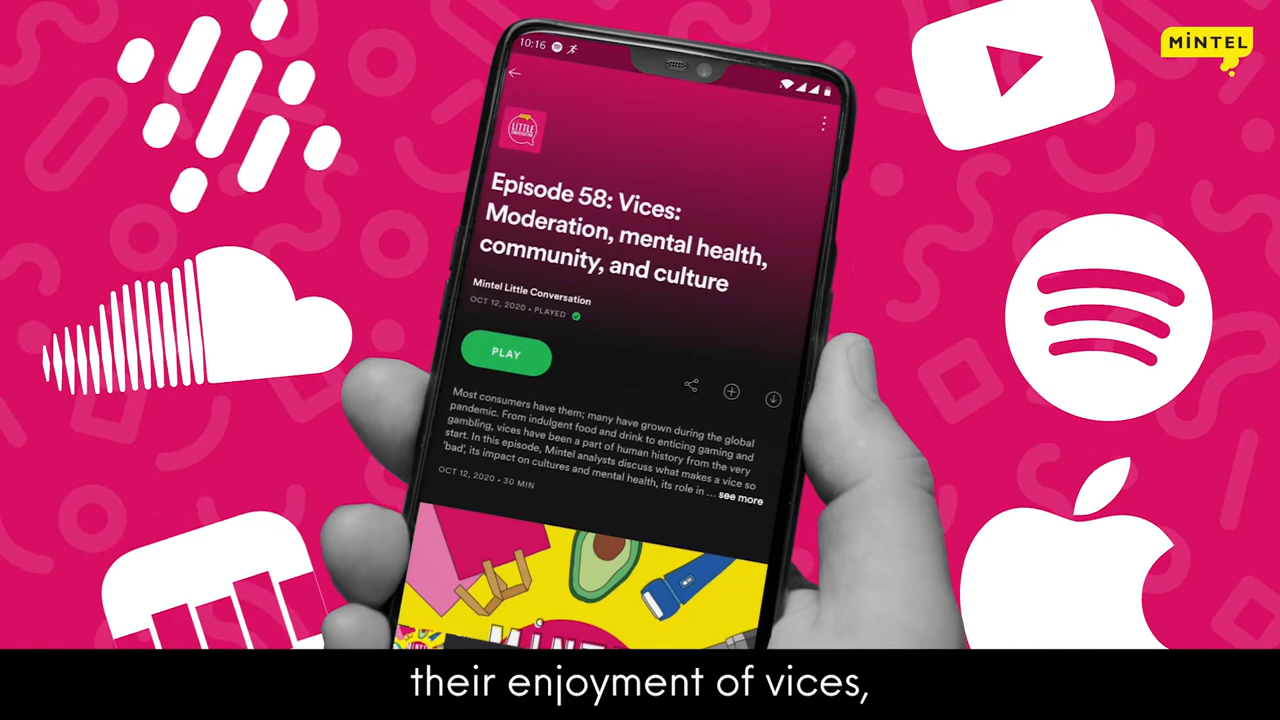 MiNTEL
10:16
LITTLE
CONVERSATION
Episode 58: Vices:
Moderation, mental health,
community, and culture
Mintel Little Conversation
OCT 12, 2020 • PLAYED
PLAY
Most consumers have them; many have grown during the global
pandemic. From indulgent food and drink to enticing gaming and
gambling, vices have been a part of human history from the very
start. In this episode, Mintel analysts discuss what makes a vice so
'bad', its impact on cultures and mental health, its role in ... see more
OCT 12, 2020 • 30 MIN
MiNTEL
their enjoyment of vices,